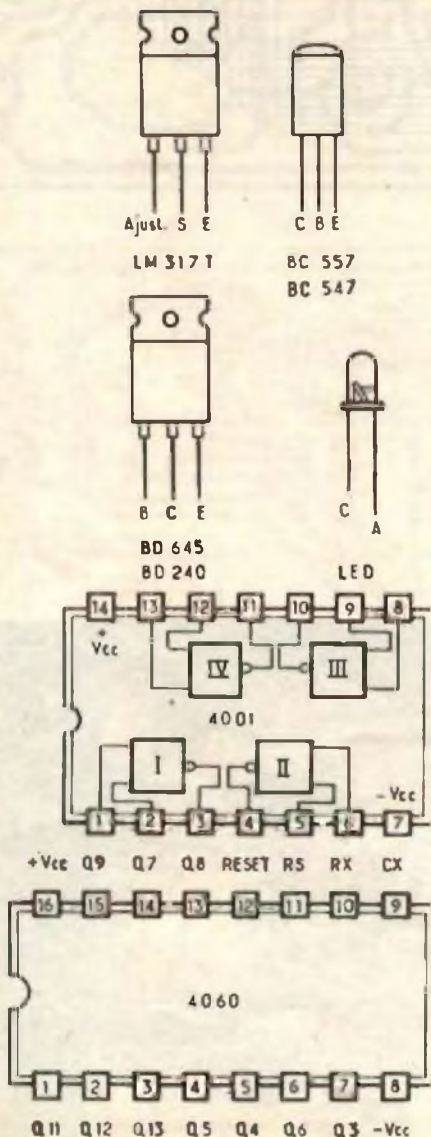 Ajust. S E
C B E
LM 317 T
BC 557
BC 547
B C E
C
A
BD 645
BD 240
LED
14 13 12 11 10 9 8
+
Vcc
IV III
4001
I II
- Vcc
1 2 3 4 5 6 7
+Vcc Q9 Q7 Q8 RESET RS RX CX
16 15 14 13 12 11 10 9
4060
1 2 3 4 5 6 7 8
Q11 Q12 Q13 Q5 Q4 Q6 Q3 -Vcc